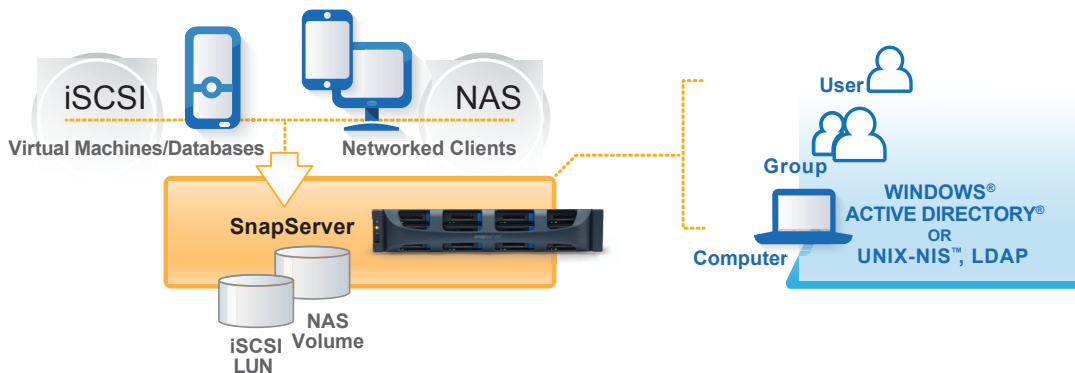 iSCSI
NAS
Virtual Machines/Databases
Networked Clients
SnapServer
iSCSI
LUN
NAS
Volume
User
Group
Computer
WINDOWS®
ACTIVE DIRECTORY®
OR
UNIX-NIS™, LDAP